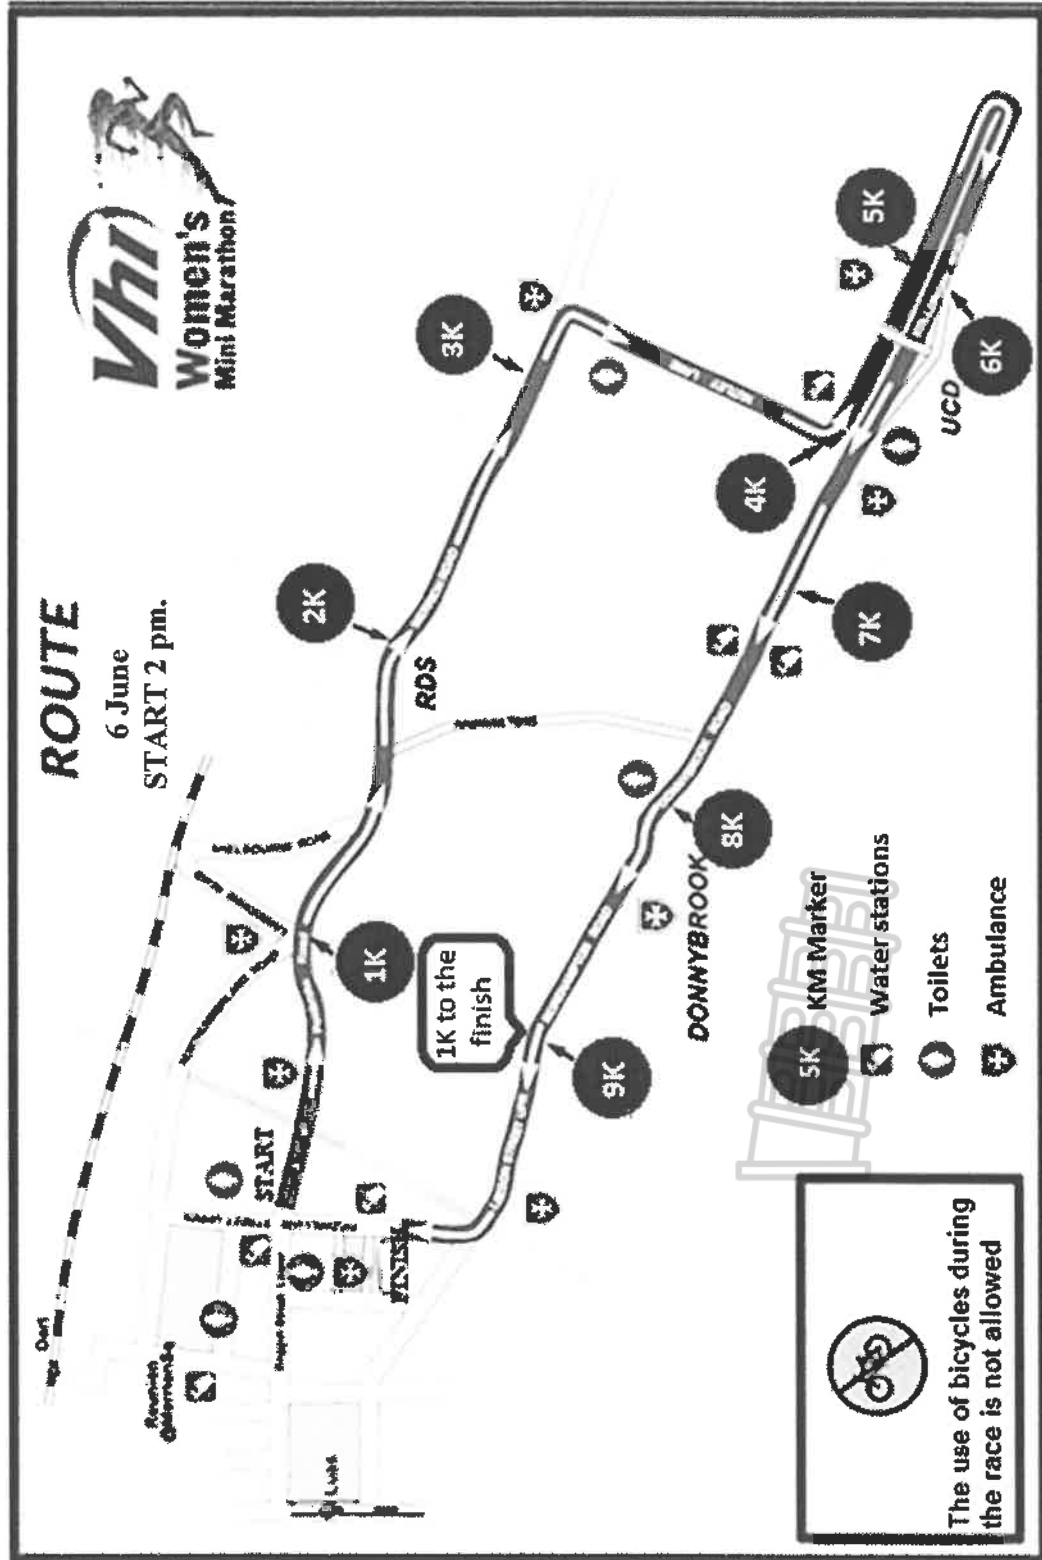 ROUTE
6 June
START 2 pm.
Vhi
Women's
Mini Marathon
Dart
START
FINISH
1K
2K
RDS
3K
4K
5K
6K
UCD
7K
8K
DONNYBROOK
9K
1K to the
finish
Luas
5K KM Marker
Water stations
Toilets
Ambulance
The use of bicycles during
the race is not allowed